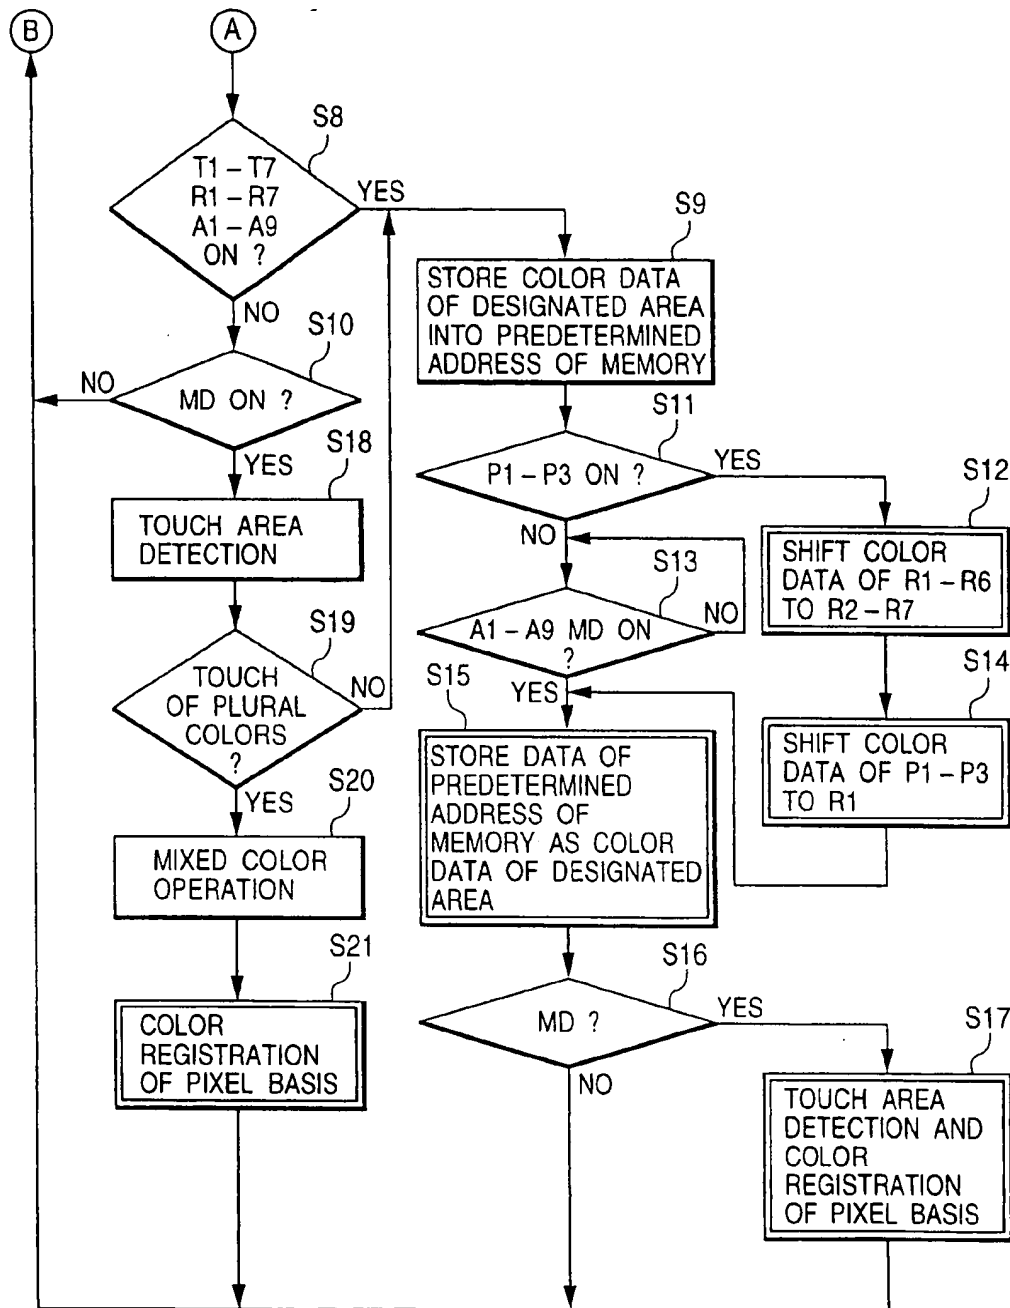 B
A
S8
T1 – T7
R1 – R7
A1 – A9
ON ?
YES
NO
S9
STORE COLOR DATA
OF DESIGNATED AREA
INTO PREDETERMINED
ADDRESS OF MEMORY
S10
MD ON ?
NO
YES
S11
P1 – P3 ON ?
YES
NO
S18
TOUCH AREA
DETECTION
S12
SHIFT COLOR
DATA OF R1 – R6
TO R2 – R7
S13
A1 – A9 MD ON
?
NO
YES
S19
TOUCH
OF PLURAL
COLORS
?
NO
YES
S14
SHIFT COLOR
DATA OF P1 – P3
TO R1
S15
STORE DATA OF
PREDETERMINED
ADDRESS OF
MEMORY AS COLOR
DATA OF DESIGNATED
AREA
S20
MIXED COLOR
OPERATION
S21
COLOR
REGISTRATION
OF PIXEL BASIS
S16
MD ?
YES
NO
S17
TOUCH AREA
DETECTION AND
COLOR
REGISTRATION
OF PIXEL BASIS